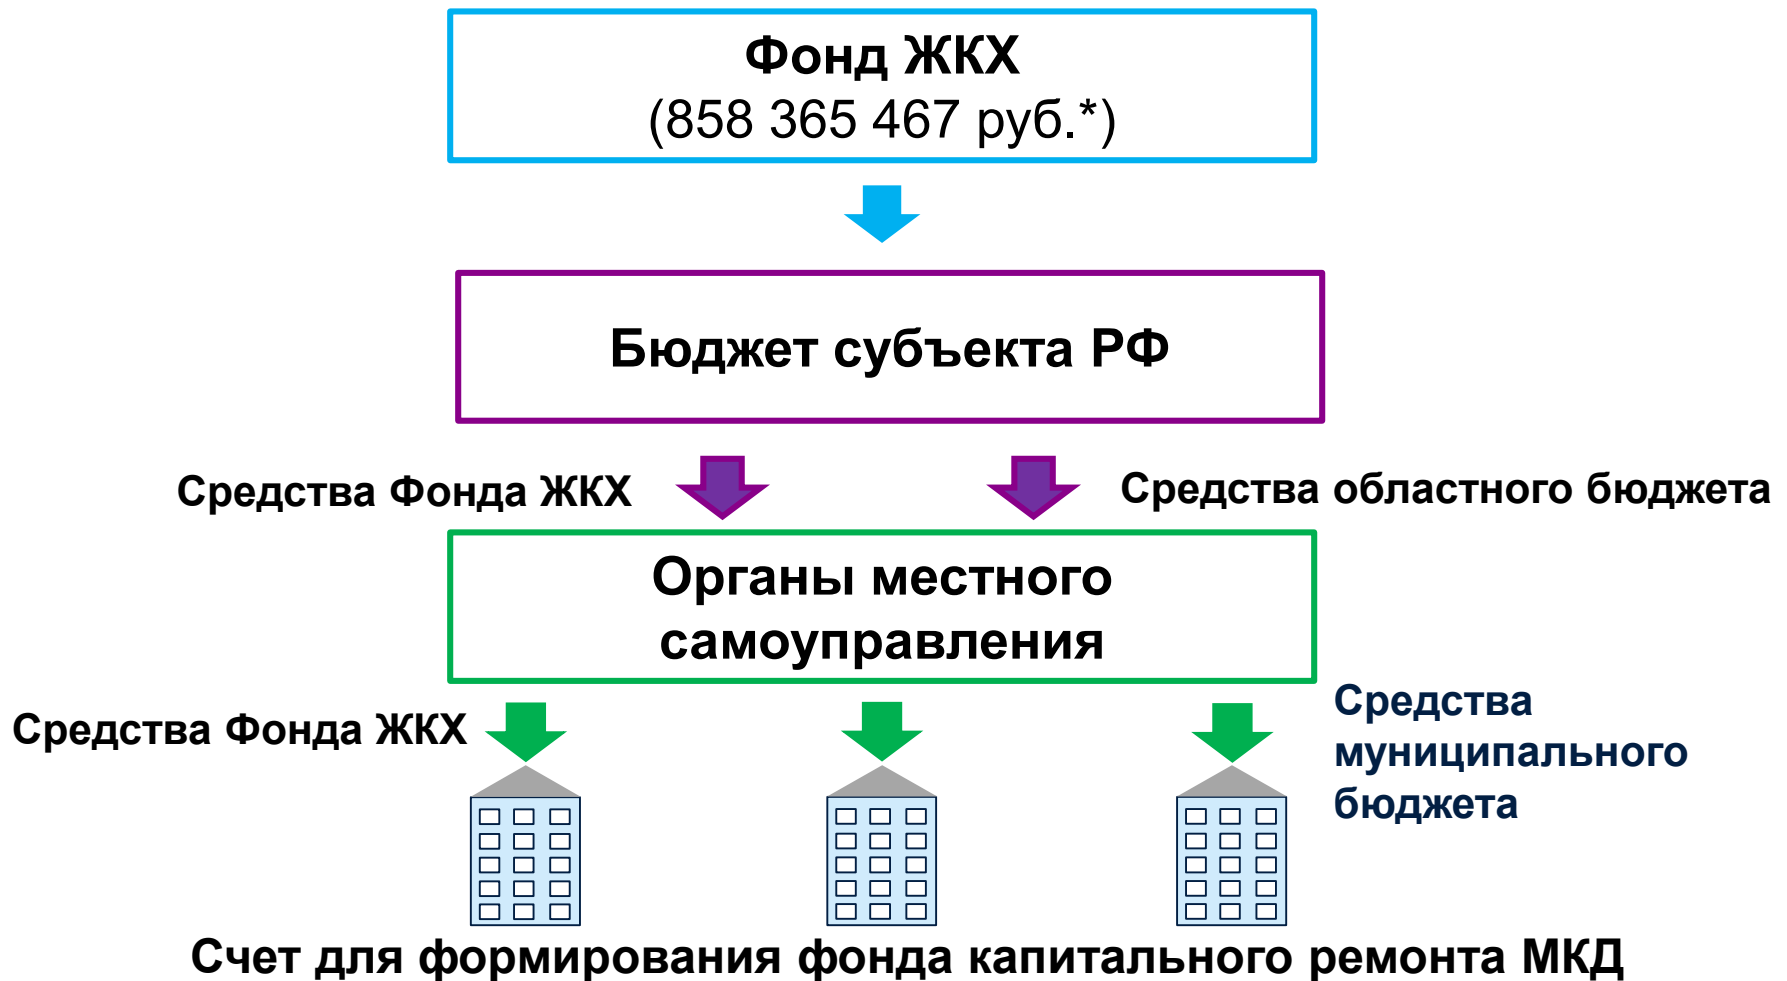 Фонд ЖКХ
(858 365 467 руб.*)
Бюджет субъекта РФ
Средства Фонда ЖКХ
Средства областного бюджета
Органы местного
самоуправления
Средства Фонда ЖКХ
Средства
муниципального
бюджета
Счет для формирования фонда капитального ремонта МКД